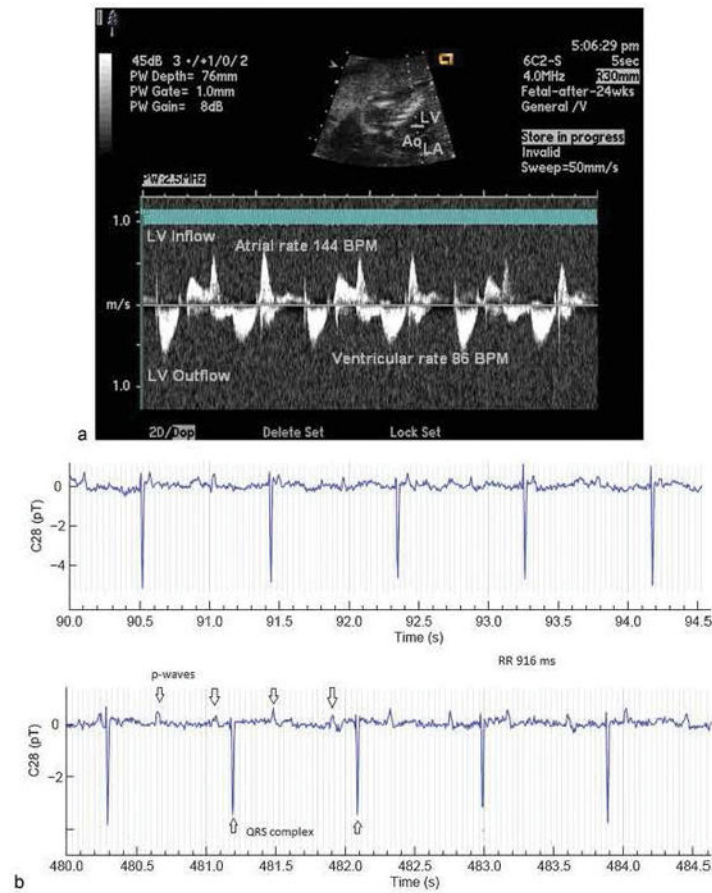 45dB 3 •/+1/0/2
PW Depth= 76mm
PW Gate= 1.0mm
PW Gain= 8dB
5:06:29 pm
6C2-S 5sec
4.0MHz R30mm
Fetal-after-24wks
General /V
Store in progress
Invalid
Sweep=50mm/s
LV
Ao LA
PW:2.5MHz
1.0
LV Inflow
Atrial rate 144 BPM
m/s
Ventricular rate 86 BPM
LV Outflow
1.0
2D/Dop Delete Set Lock Set
a
C28 (pT)
0
−2
−4
90.0 90.5 91.0 91.5 92.0 92.5 93.0 93.5 94.0 94.5
Time (s)
RR 916 ms
p-waves
C28 (pT)
0
−2
QRS complex
480.0 480.5 481.0 481.5 482.0 482.5 483.0 483.5 484.0 484.5
Time (s)
b